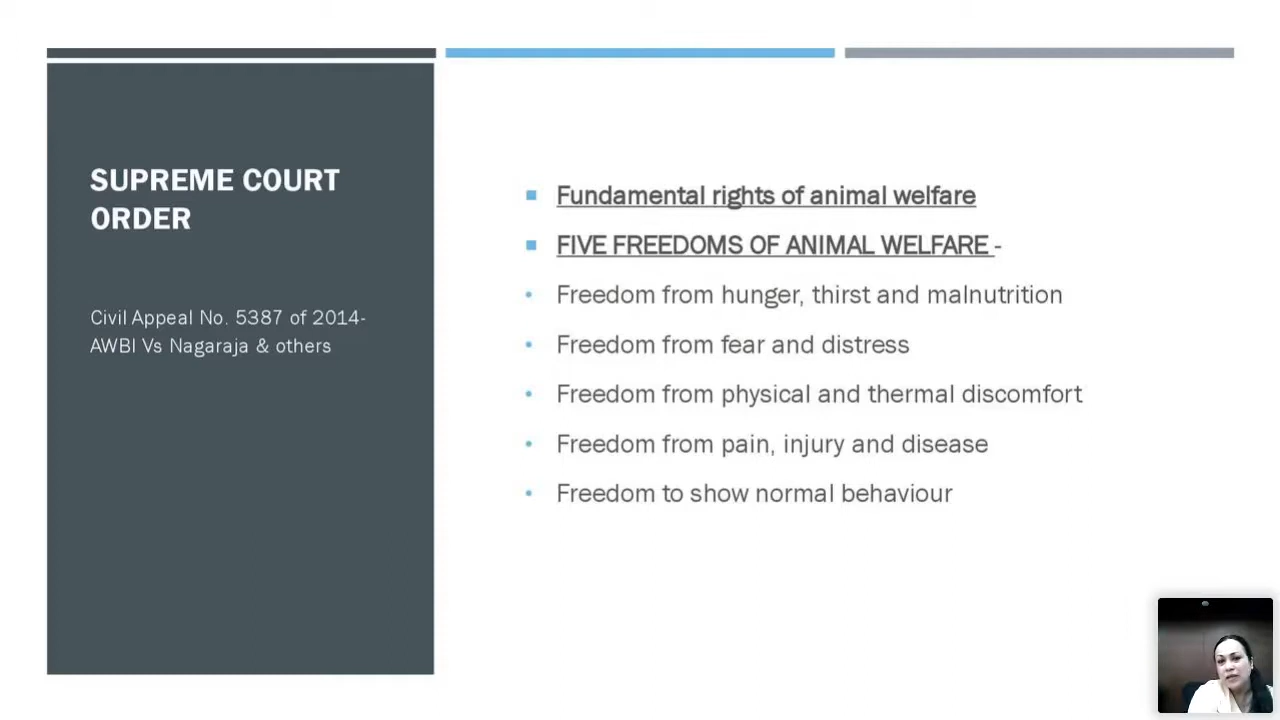 SUPREME COURT
ORDER
Civil Appeal No. 5387 of 2014-
AWBI Vs Nagaraja & others
Fundamental rights of animal welfare
FIVE FREEDOMS OF ANIMAL WELFARE -
Freedom from hunger, thirst and malnutrition
Freedom from fear and distress
Freedom from physical and thermal discomfort
Freedom from pain, injury and disease
Freedom to show normal behaviour